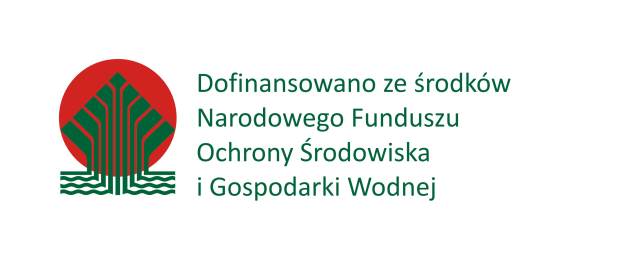 Dofinansowano ze środków
Narodowego Funduszu
Ochrony Środowiska
i Gospodarki Wodnej